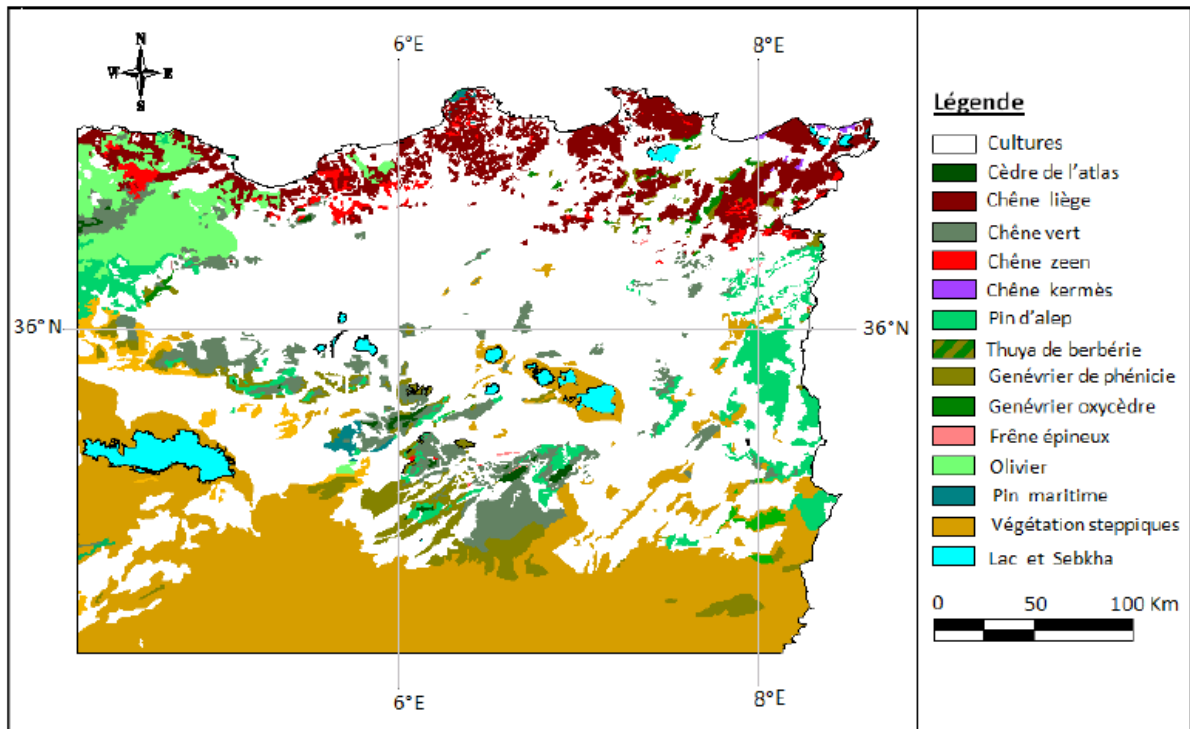 N
W E
S
6°E
8°E
36°N
36°N
6°E
8°E
Légende
Cultures
Cèdre de l'atlas
Chêne liège
Chêne vert
Chêne zeen
Chêne kermès
Pin d'alep
Thuya de berbérie
Genévrier de phénicie
Genévrier oxycèdre
Frêne épineux
Olivier
Pin maritime
Végétation steppiques
Lac et Sebkha
0 50 100 Km